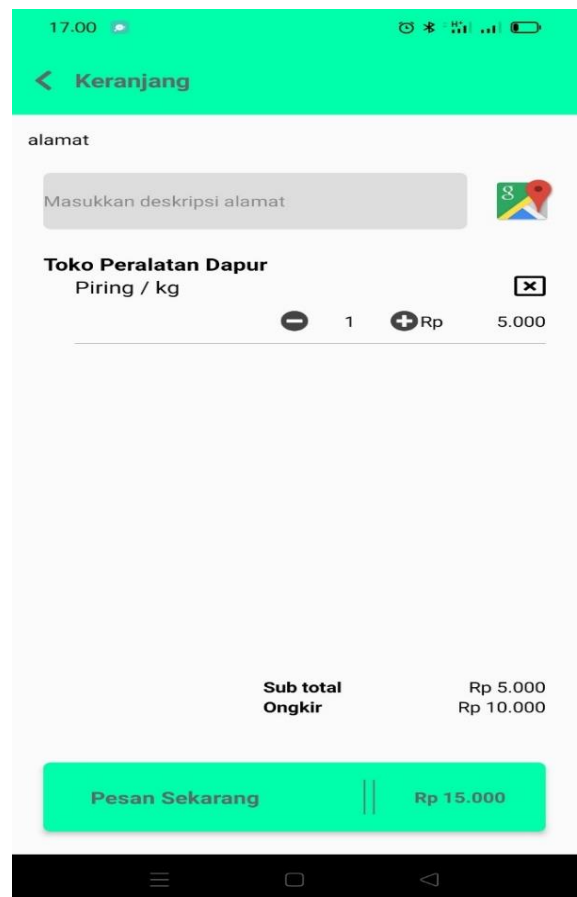 17.00
Keranjang
alamat
Masukkan deskripsi alamat
Toko Peralatan Dapur
Piring / kg
1 Rp 5.000
Sub total Rp 5.000
Ongkir Rp 10.000
Pesan Sekarang Rp 15.000